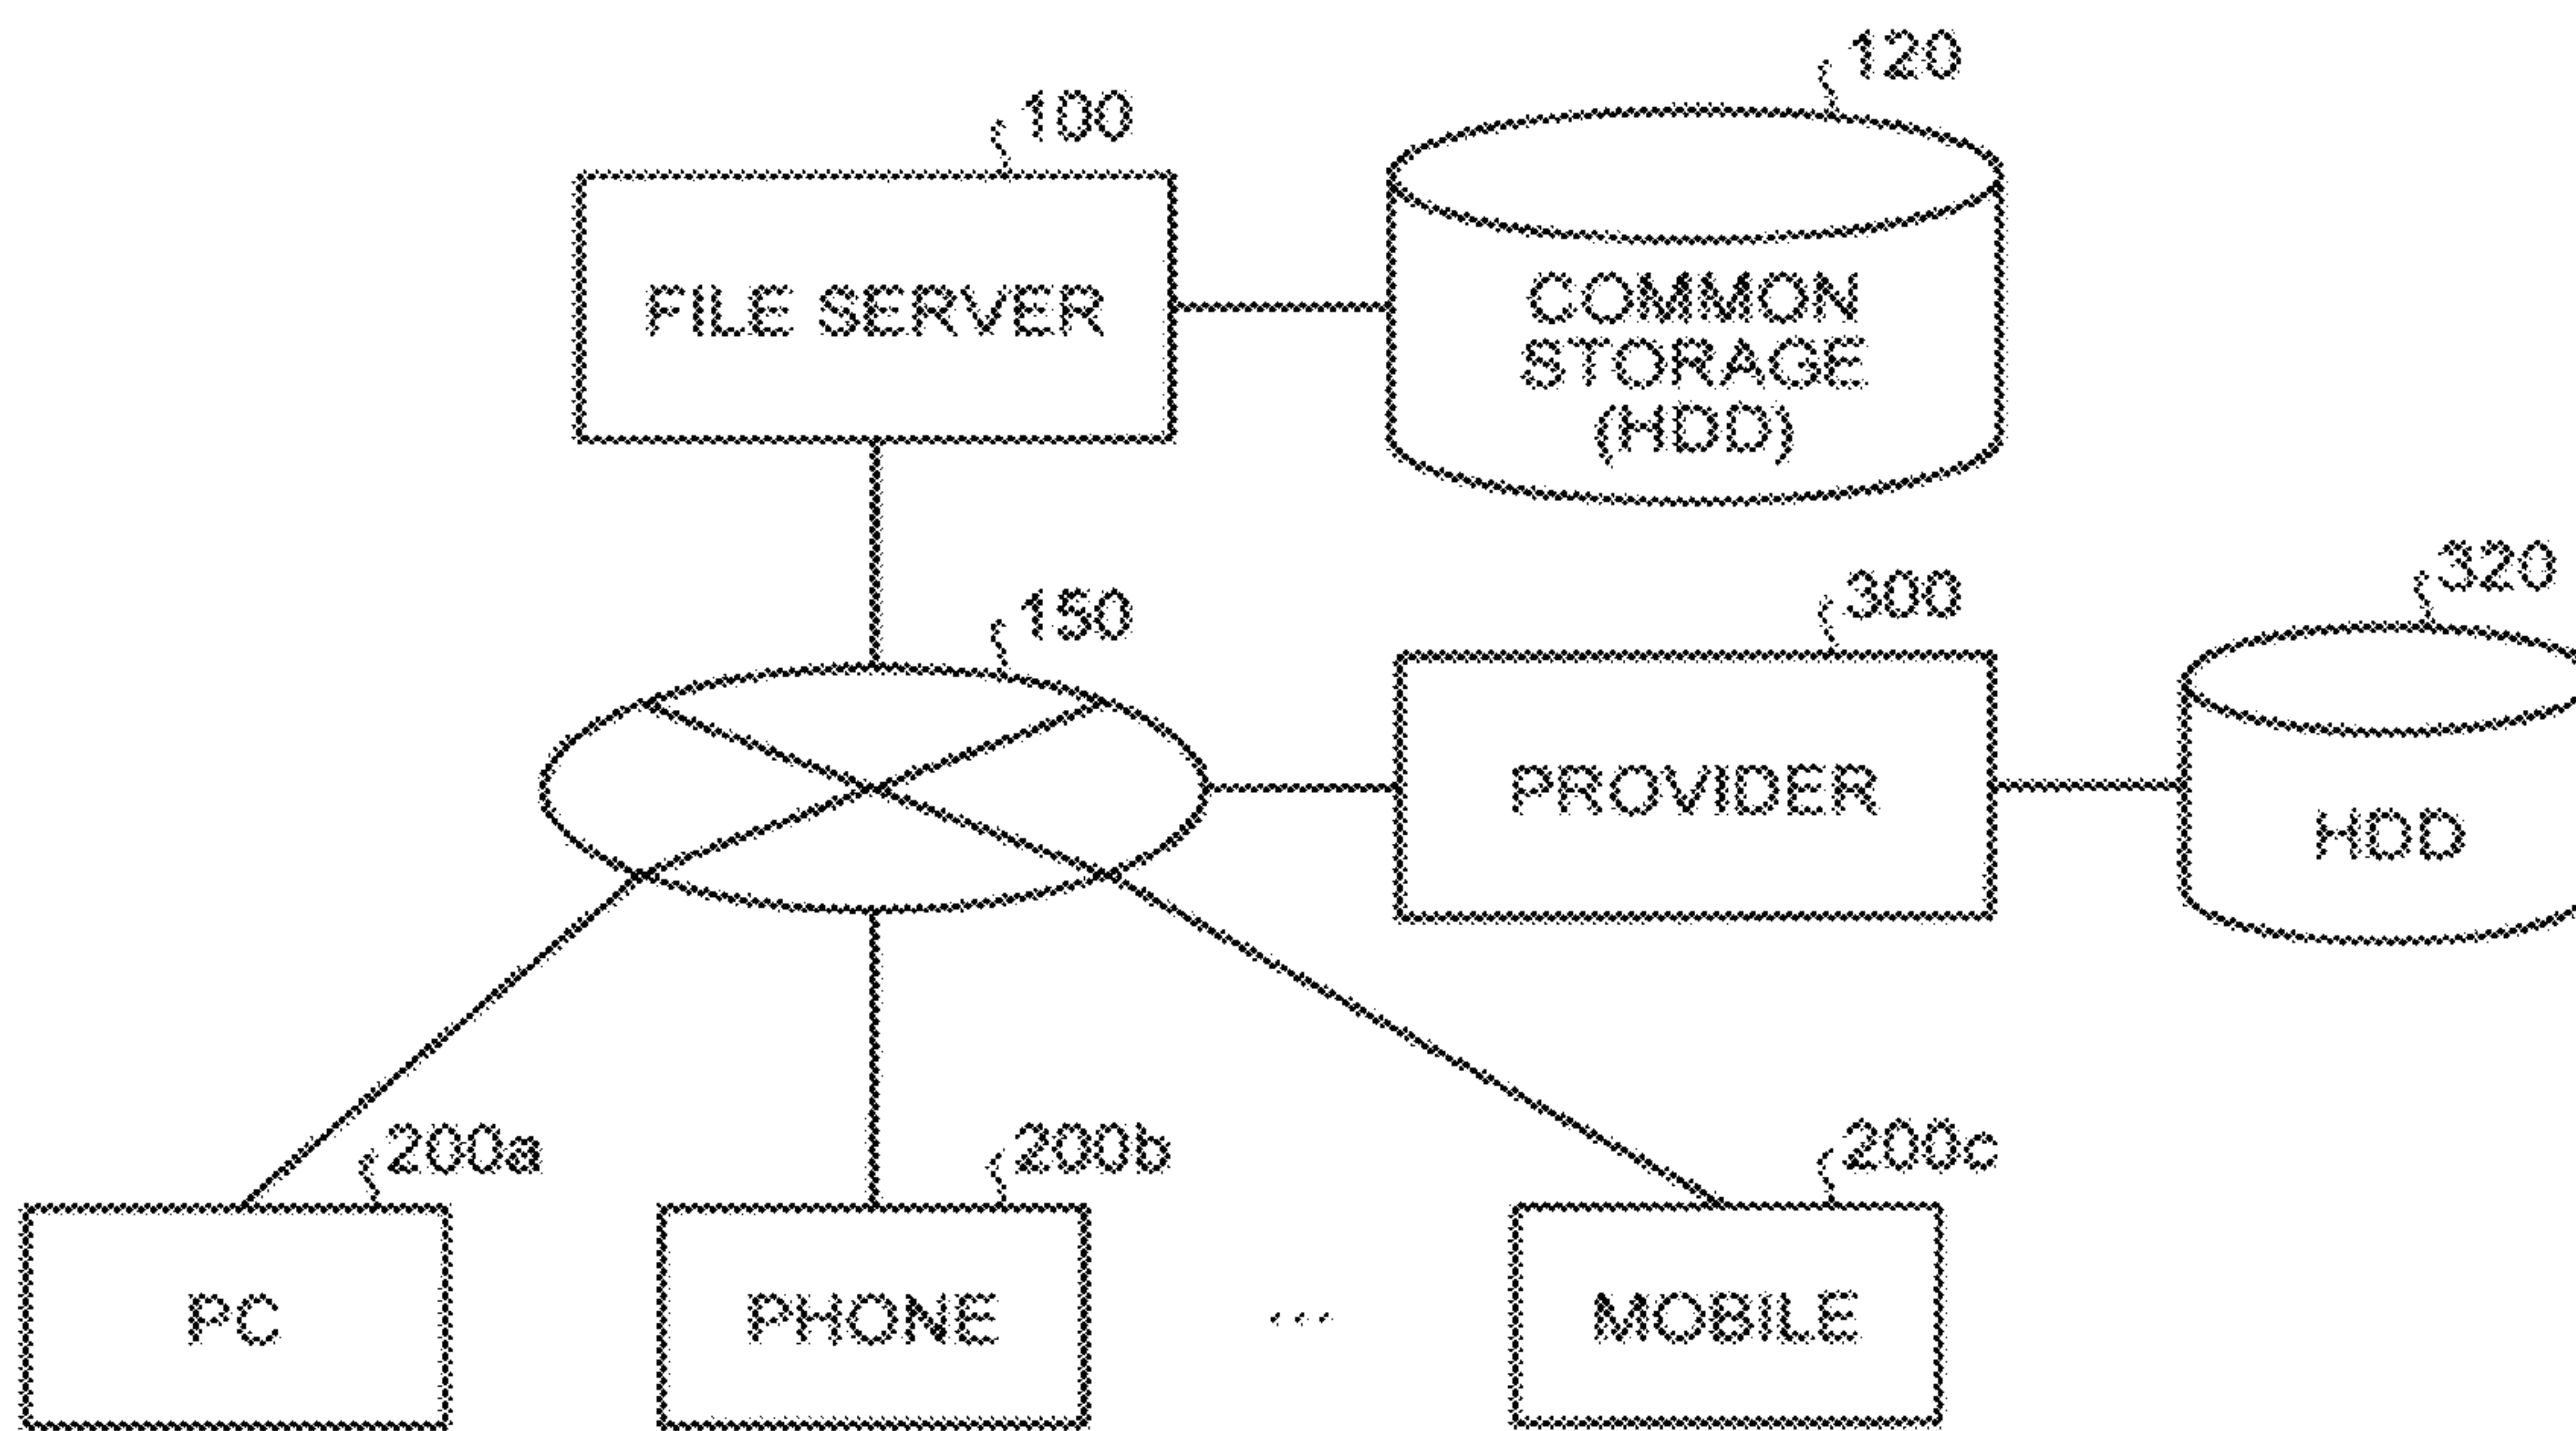 120
100
FILE SERVER
COMMON
STORAGE
(HDD)
320
300
150
PROVIDER
HDD
200a
200b
200c
PC
PHONE
...
MOBILE